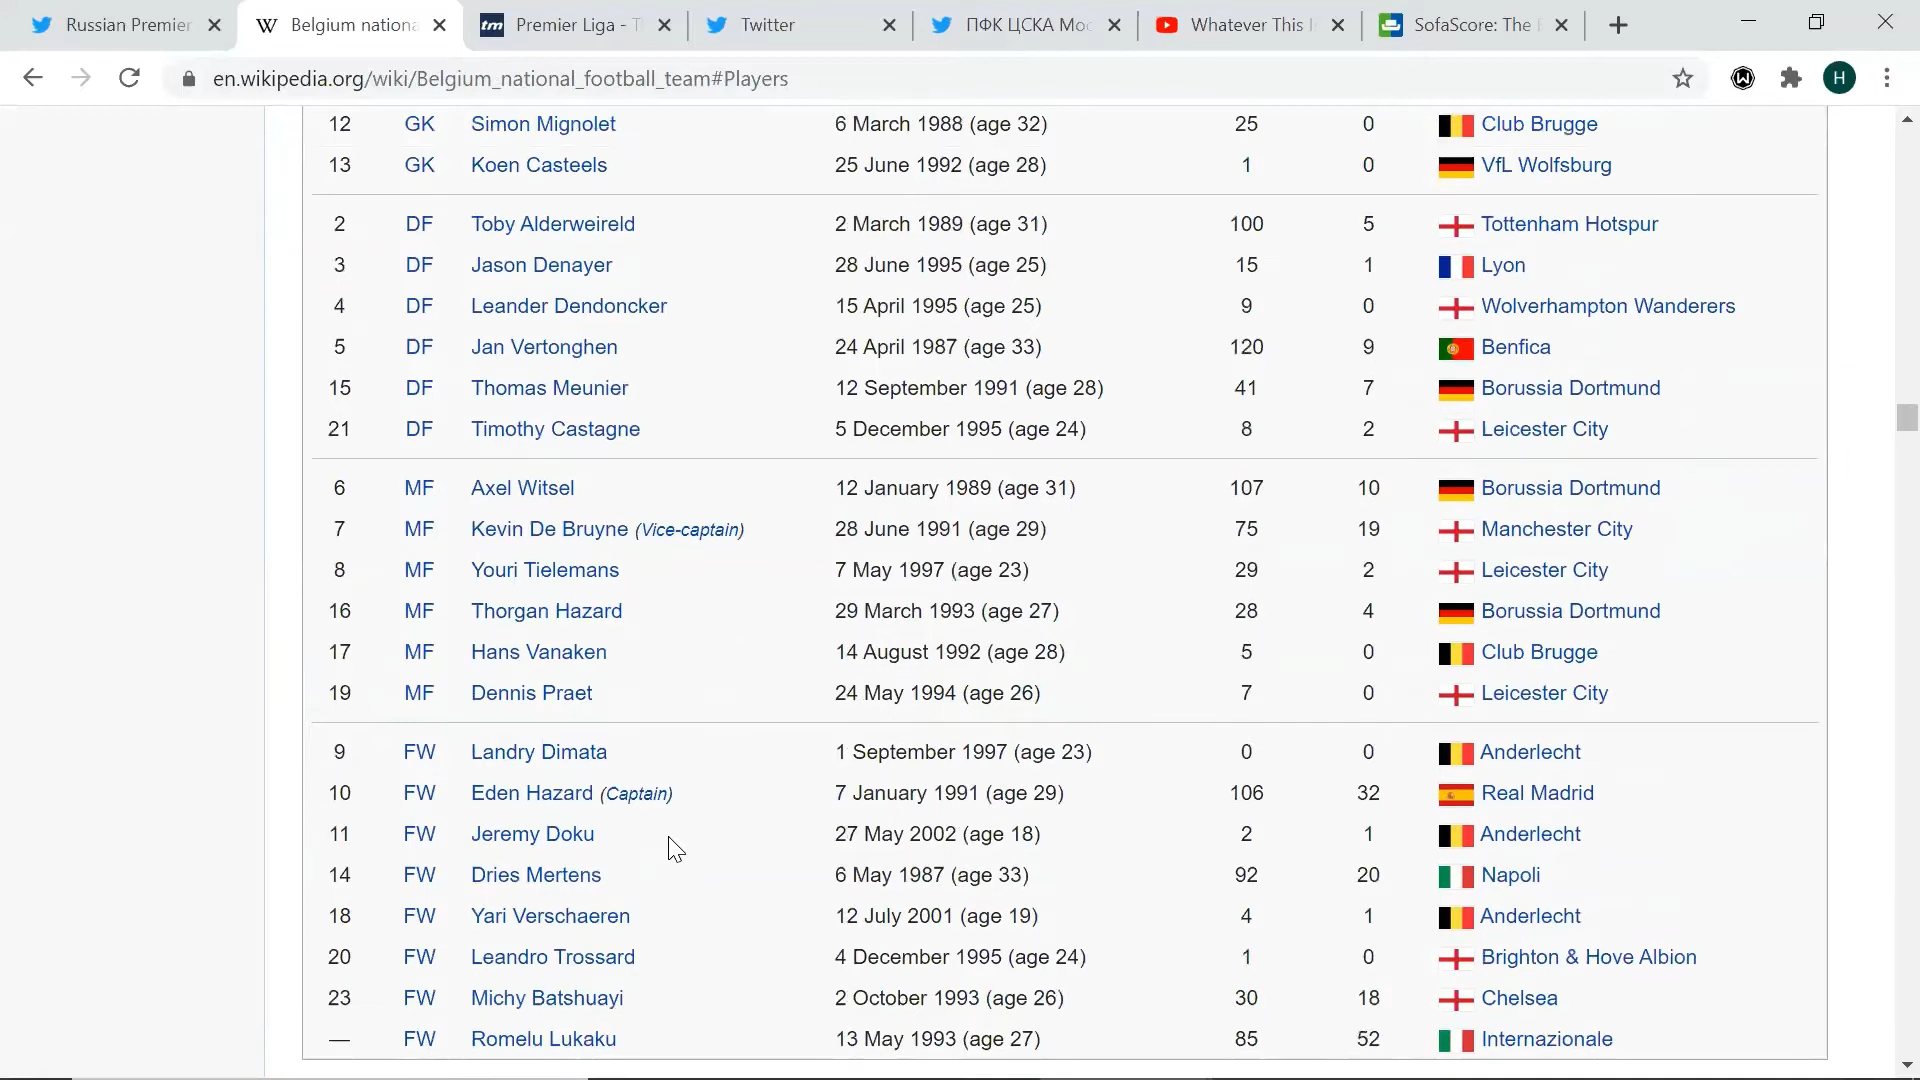 Russian Premier
Belgium nationa
tm Premier Liga - T
Twitter
ПФК ЦСКА Мос
Whatever This I
SofaScore: The
en.wikipedia.org/wiki/Belgium_national_football_team#Players
H
12 GK Simon Mignolet 6 March 1988 (age 32) 25 0 Club Brugge
13 GK Koen Casteels 25 June 1992 (age 28) 1 0 VfL Wolfsburg
2 DF Toby Alderweireld 2 March 1989 (age 31) 100 5 Tottenham Hotspur
3 DF Jason Denayer 28 June 1995 (age 25) 15 1 Lyon
4 DF Leander Dendoncker 15 April 1995 (age 25) 9 0 Wolverhampton Wanderers
5 DF Jan Vertonghen 24 April 1987 (age 33) 120 9 Benfica
15 DF Thomas Meunier 12 September 1991 (age 28) 41 7 Borussia Dortmund
21 DF Timothy Castagne 5 December 1995 (age 24) 8 2 Leicester City
6 MF Axel Witsel 12 January 1989 (age 31) 107 10 Borussia Dortmund
7 MF Kevin De Bruyne (Vice-captain) 28 June 1991 (age 29) 75 19 Manchester City
8 MF Youri Tielemans 7 May 1997 (age 23) 29 2 Leicester City
16 MF Thorgan Hazard 29 March 1993 (age 27) 28 4 Borussia Dortmund
17 MF Hans Vanaken 14 August 1992 (age 28) 5 0 Club Brugge
19 MF Dennis Praet 24 May 1994 (age 26) 7 0 Leicester City
9 FW Landry Dimata 1 September 1997 (age 23) 0 0 Anderlecht
10 FW Eden Hazard (Captain) 7 January 1991 (age 29) 106 32 Real Madrid
11 FW Jeremy Doku 27 May 2002 (age 18) 2 1 Anderlecht
14 FW Dries Mertens 6 May 1987 (age 33) 92 20 Napoli
18 FW Yari Verschaeren 12 July 2001 (age 19) 4 1 Anderlecht
20 FW Leandro Trossard 4 December 1995 (age 24) 1 0 Brighton & Hove Albion
23 FW Michy Batshuayi 2 October 1993 (age 26) 30 18 Chelsea
— FW Romelu Lukaku 13 May 1993 (age 27) 85 52 Internazionale